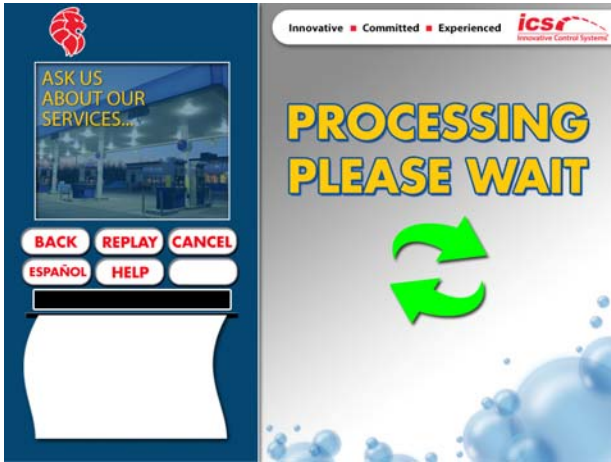 ASK US
ABOUT OUR
SERVICES...
BACK REPLAY CANCEL
ESPAÑOL HELP
Innovative ■ Committed ■ Experienced
ics
Innovative Control Systems
PROCESSING
PLEASE WAIT